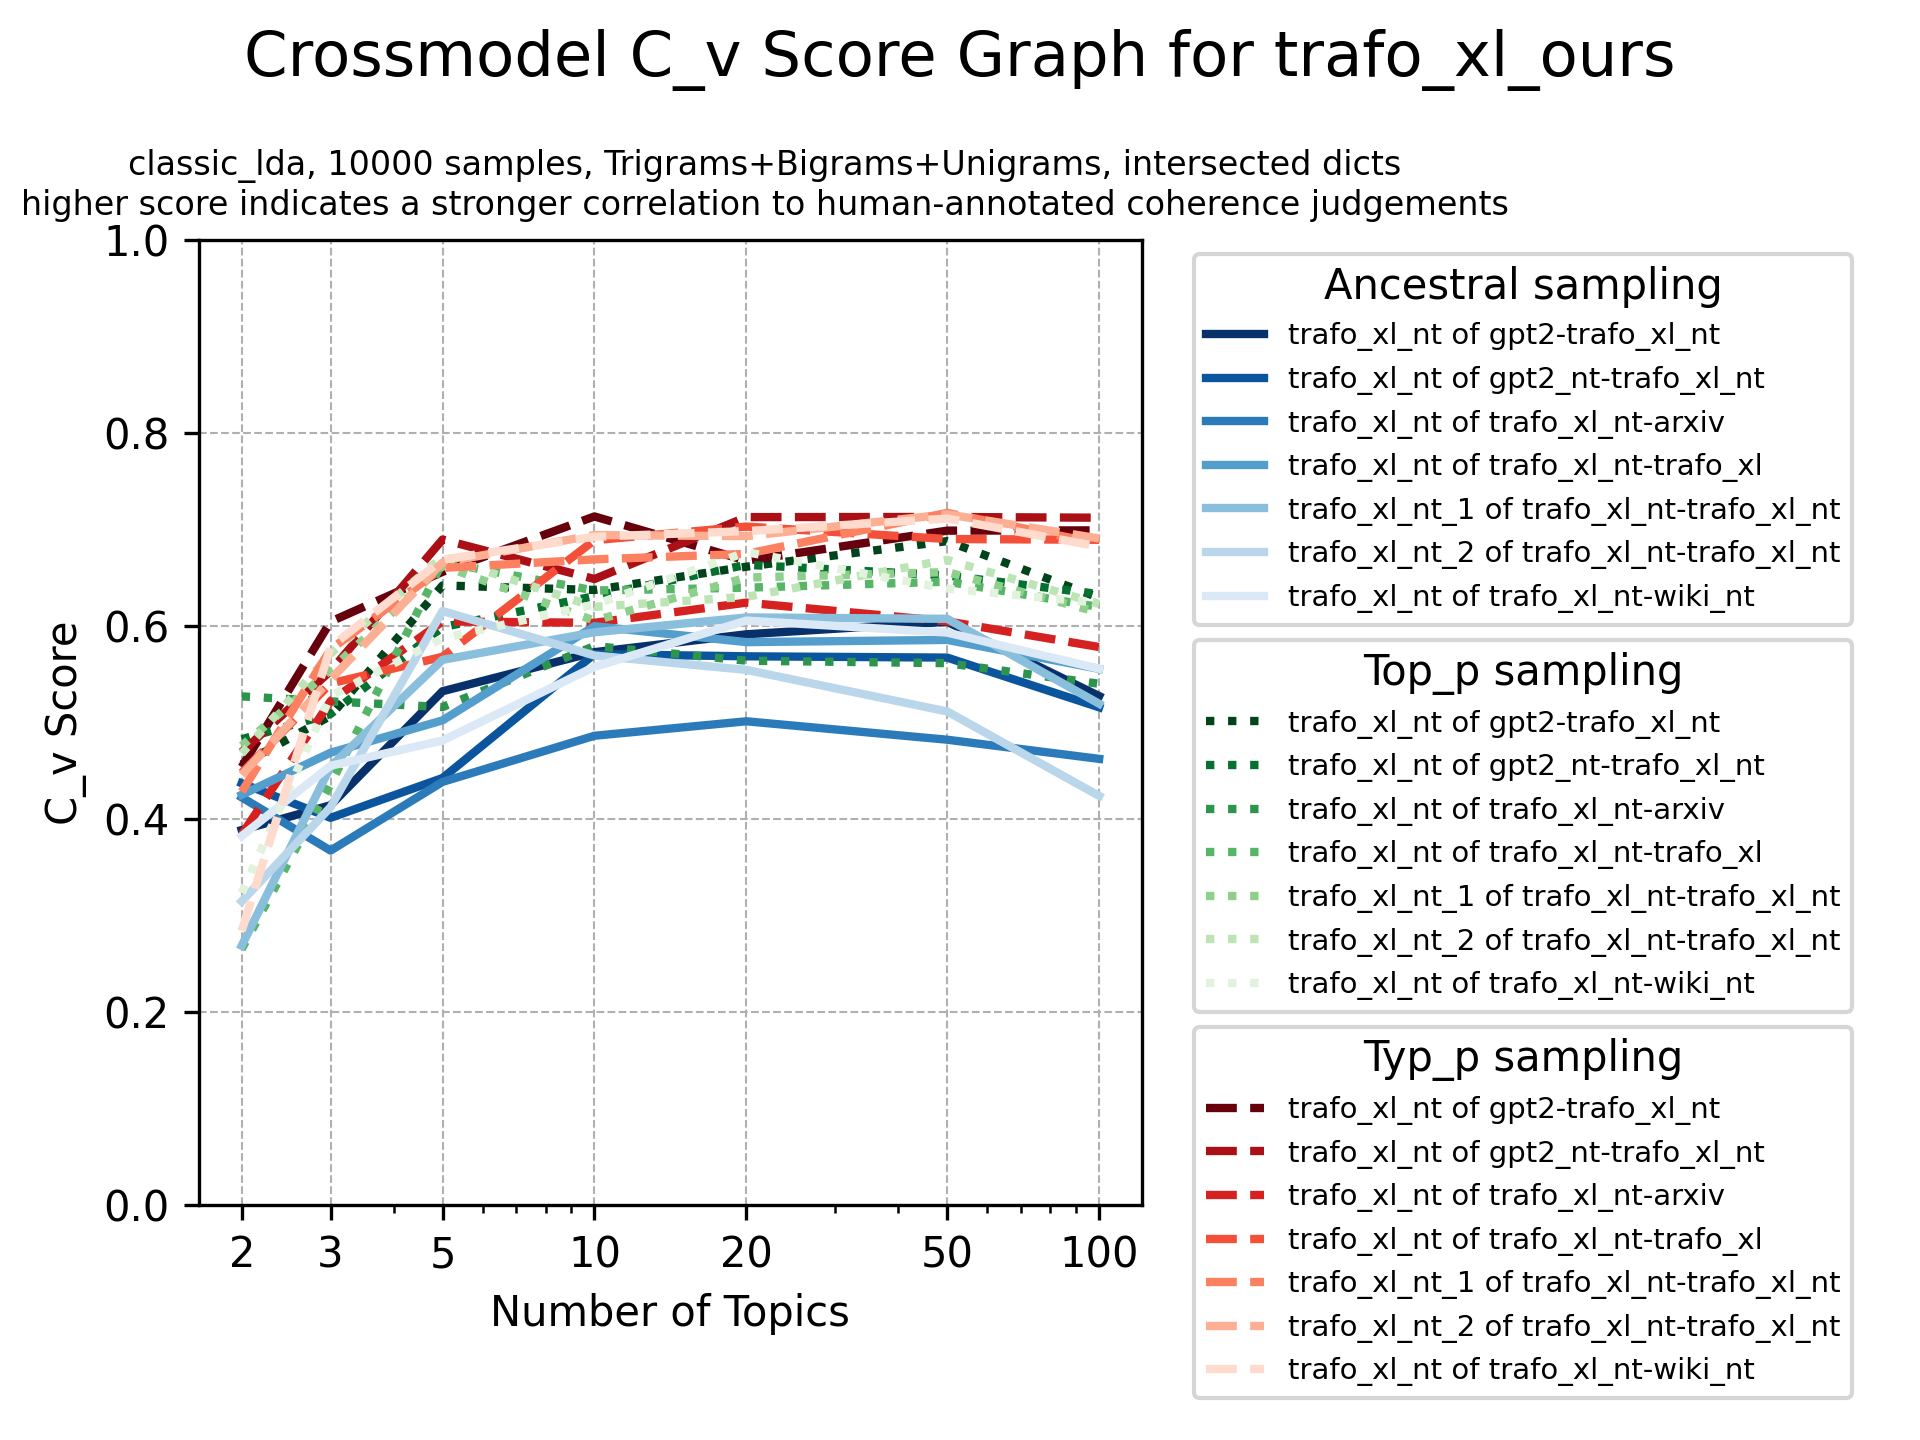 Crossmodel C_v Score Graph for trafo_xl_ours
classic_lda, 10000 samples, Trigrams+Bigrams+Unigrams, intersected dicts
higher score indicates a stronger correlation to human-annotated coherence judgements
1.0
0.8
0.6
0.4
0.2
0.0
C_v Score
2 3 5 10 20 50 100
Number of Topics
Ancestral sampling
trafo_xl_nt of gpt2-trafo_xl_nt
trafo_xl_nt of gpt2_nt-trafo_xl_nt
trafo_xl_nt of trafo_xl_nt-arxiv
trafo_xl_nt of trafo_xl_nt-trafo_xl
trafo_xl_nt_1 of trafo_xl_nt-trafo_xl_nt
trafo_xl_nt_2 of trafo_xl_nt-trafo_xl_nt
trafo_xl_nt of trafo_xl_nt-wiki_nt
Top_p sampling
trafo_xl_nt of gpt2-trafo_xl_nt
trafo_xl_nt of gpt2_nt-trafo_xl_nt
trafo_xl_nt of trafo_xl_nt-arxiv
trafo_xl_nt of trafo_xl_nt-trafo_xl
trafo_xl_nt_1 of trafo_xl_nt-trafo_xl_nt
trafo_xl_nt_2 of trafo_xl_nt-trafo_xl_nt
trafo_xl_nt of trafo_xl_nt-wiki_nt
Typ_p sampling
trafo_xl_nt of gpt2-trafo_xl_nt
trafo_xl_nt of gpt2_nt-trafo_xl_nt
trafo_xl_nt of trafo_xl_nt-arxiv
trafo_xl_nt of trafo_xl_nt-trafo_xl
trafo_xl_nt_1 of trafo_xl_nt-trafo_xl_nt
trafo_xl_nt_2 of trafo_xl_nt-trafo_xl_nt
trafo_xl_nt of trafo_xl_nt-wiki_nt